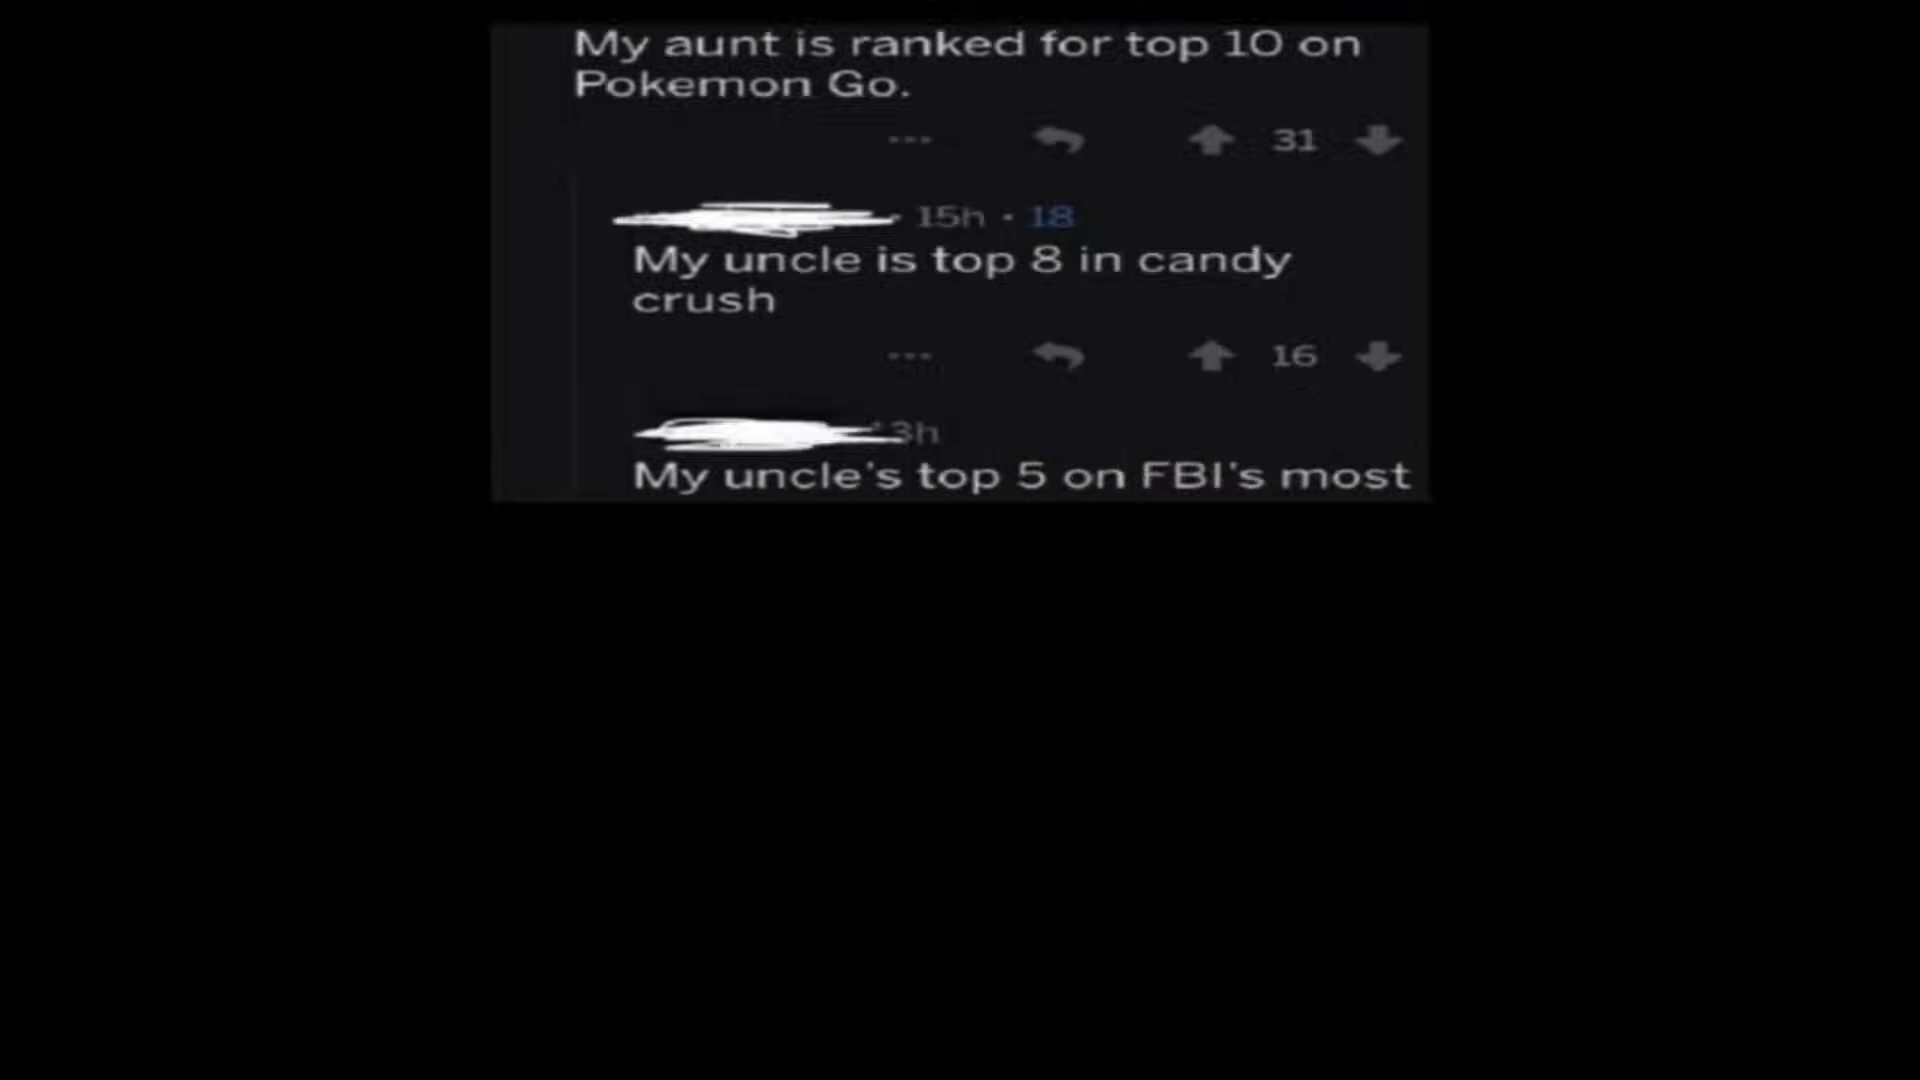 My aunt is ranked for top 10 on
Pokemon Go.
... 31
15h · 18
My uncle is top 8 in candy
crush
... 16
3h
My uncle's top 5 on FBI's most